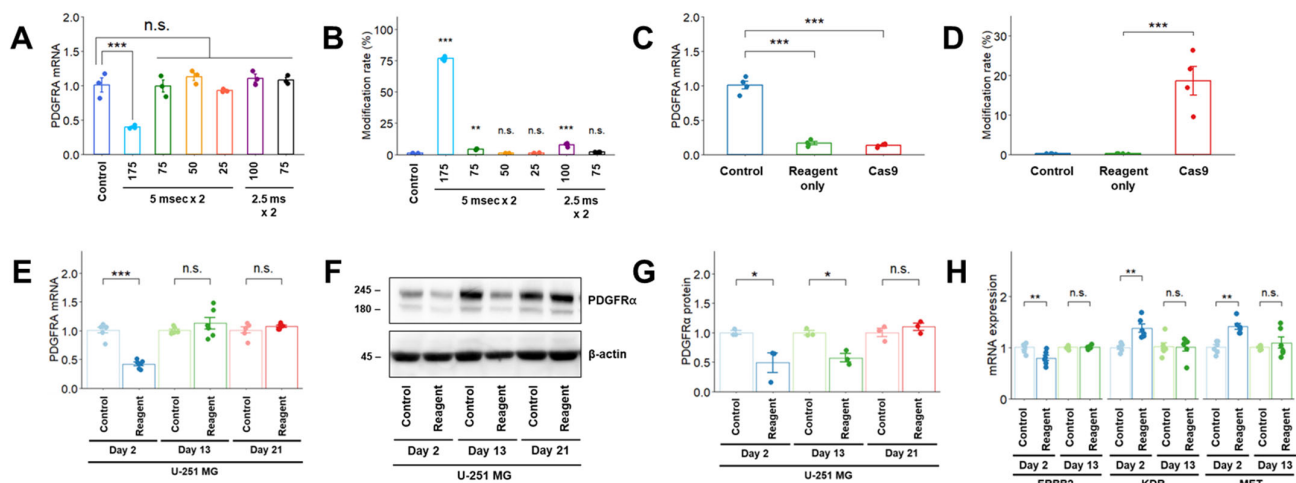 A
PDGFRA mRNA
2.0
1.5
1.0
0.5
0.0
n.s.
***
Control
175
75
50
25
100
75
5 msec x 2
2.5 ms
x 2
B
Modification rate (%)
100
75
50
25
0
***
**
n.s.
n.s.
***
n.s.
Control
175
75
50
25
100
75
5 msec x 2
2.5 ms
x 2
C
PDGFRA mRNA
2.0
1.5
1.0
0.5
0.0
***
***
Control
Reagent
only
Cas9
D
Modification rate (%)
30
20
10
0
***
Control
Reagent
only
Cas9
E
PDGFRA mRNA
2.0
1.5
1.0
0.5
0.0
***
n.s.
n.s.
Control
Reagent
Control
Reagent
Control
Reagent
Day 2
Day 13
Day 21
U-251 MG
F
245
180
45
PDGFRα
β-actin
Control
Reagent
Control
Reagent
Control
Reagent
Day 2
Day 13
Day 21
U-251 MG
G
PDGFRα protein
2.0
1.5
1.0
0.5
0.0
*
*
n.s.
Control
Reagent
Control
Reagent
Control
Reagent
Day 2
Day 13
Day 21
U-251 MG
H
mRNA expression
2
1
0
**
n.s.
**
n.s.
**
n.s.
Control
Reagent
Control
Reagent
Control
Reagent
Control
Reagent
Control
Reagent
Control
Reagent
Day 2
Day 13
Day 2
Day 13
Day 2
Day 13